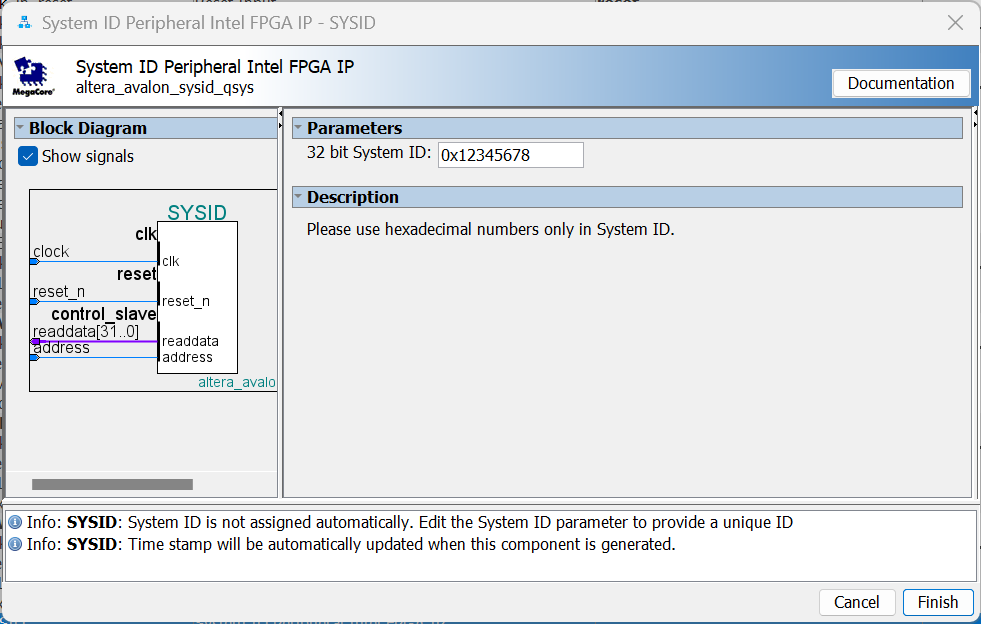 System ID Peripheral Intel FPGA IP - SYSID
System ID Peripheral Intel FPGA IP
altera_avalon_sysid_qsys
MegaCore®
Documentation
Block Diagram
Show signals
SYSID
clk
clock
clk
reset
reset_n
reset_n
control_slave
readdata[31..0]
readdata
address
address
altera_avalo
Parameters
32 bit System ID: 0x12345678
Description
Please use hexadecimal numbers only in System ID.
Info: SYSID: System ID is not assigned automatically. Edit the System ID parameter to provide a unique ID
Info: SYSID: Time stamp will be automatically updated when this component is generated.
Cancel
Finish